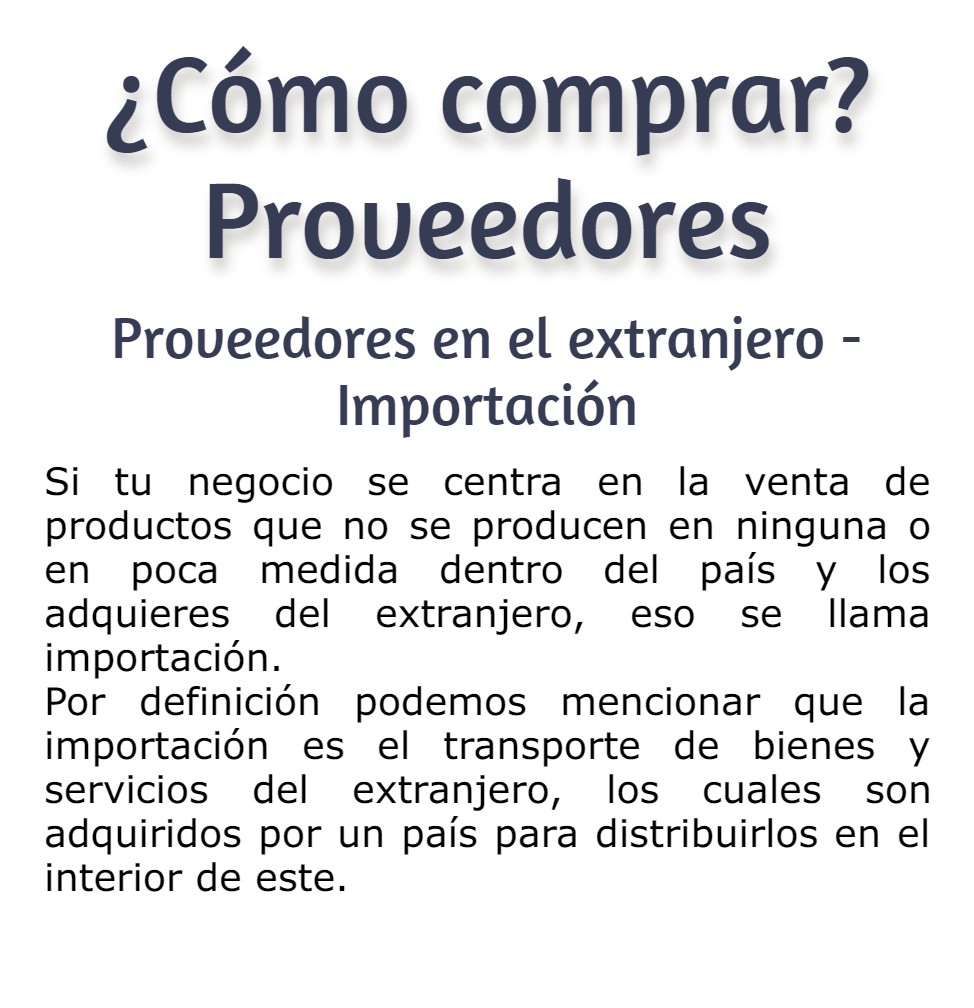 ¿Cómo comprar?
Proveedores
Proveedores en el extranjero -
Importación
Si tu negocio se centra en la venta de
productos que no se producen en ninguna o
en poca medida dentro del país y los
adquieres del extranjero, eso se llama
importación.
Por definición podemos mencionar que la
importación es el transporte de bienes y
servicios del extranjero, los cuales son
adquiridos por un país para distribuirlos en el
interior de este.